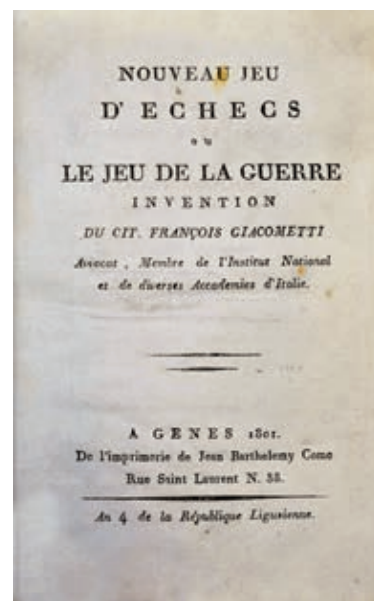 NOUVEAU JEU
D'ECHECS
OU
LE JEU DE LA GUERRE
INVENTION
DU CIT. FRANÇOIS GIACOMETTI
Avocat, Membre de l'Institut National
et de diverses Accademies d'Italie.
A GENES 1801.
De l'imprimerie de Jean Barthelemy Como
Rue Saint Laurent N. 38.
An 4 de la République Ligurienne.